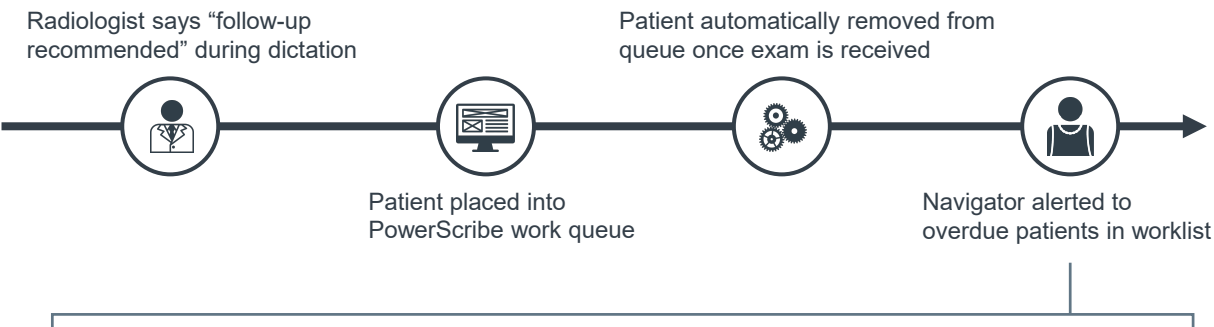 Radiologist says “follow-up
recommended” during dictation
Patient placed into
PowerScribe work queue
Patient automatically removed from
queue once exam is received
Navigator alerted to
overdue patients in worklist